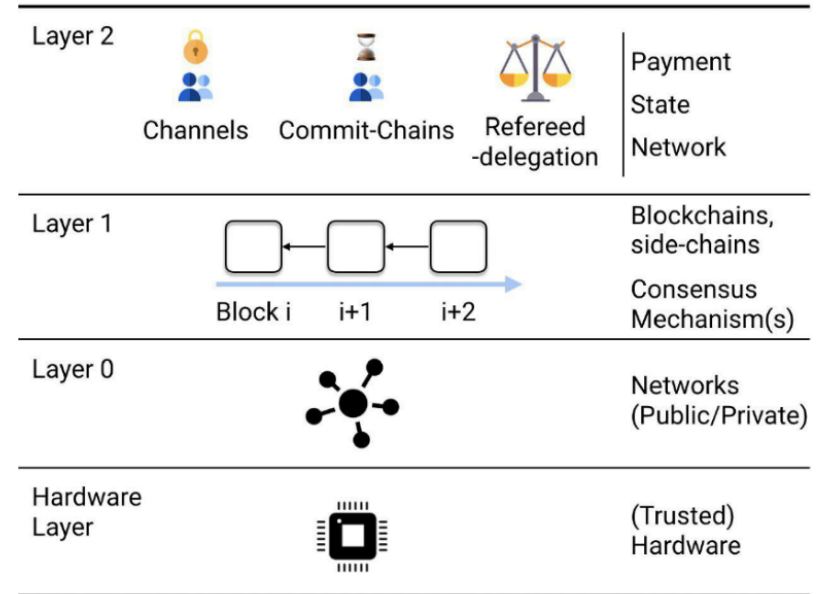 Layer 2
Channels
Commit-Chains
Refereed
-delegation
Payment
State
Network
Layer 1
Block i
i+1
i+2
Blockchains,
side-chains
Consensus
Mechanism(s)
Layer 0
Networks
(Public/Private)
Hardware
Layer
(Trusted)
Hardware